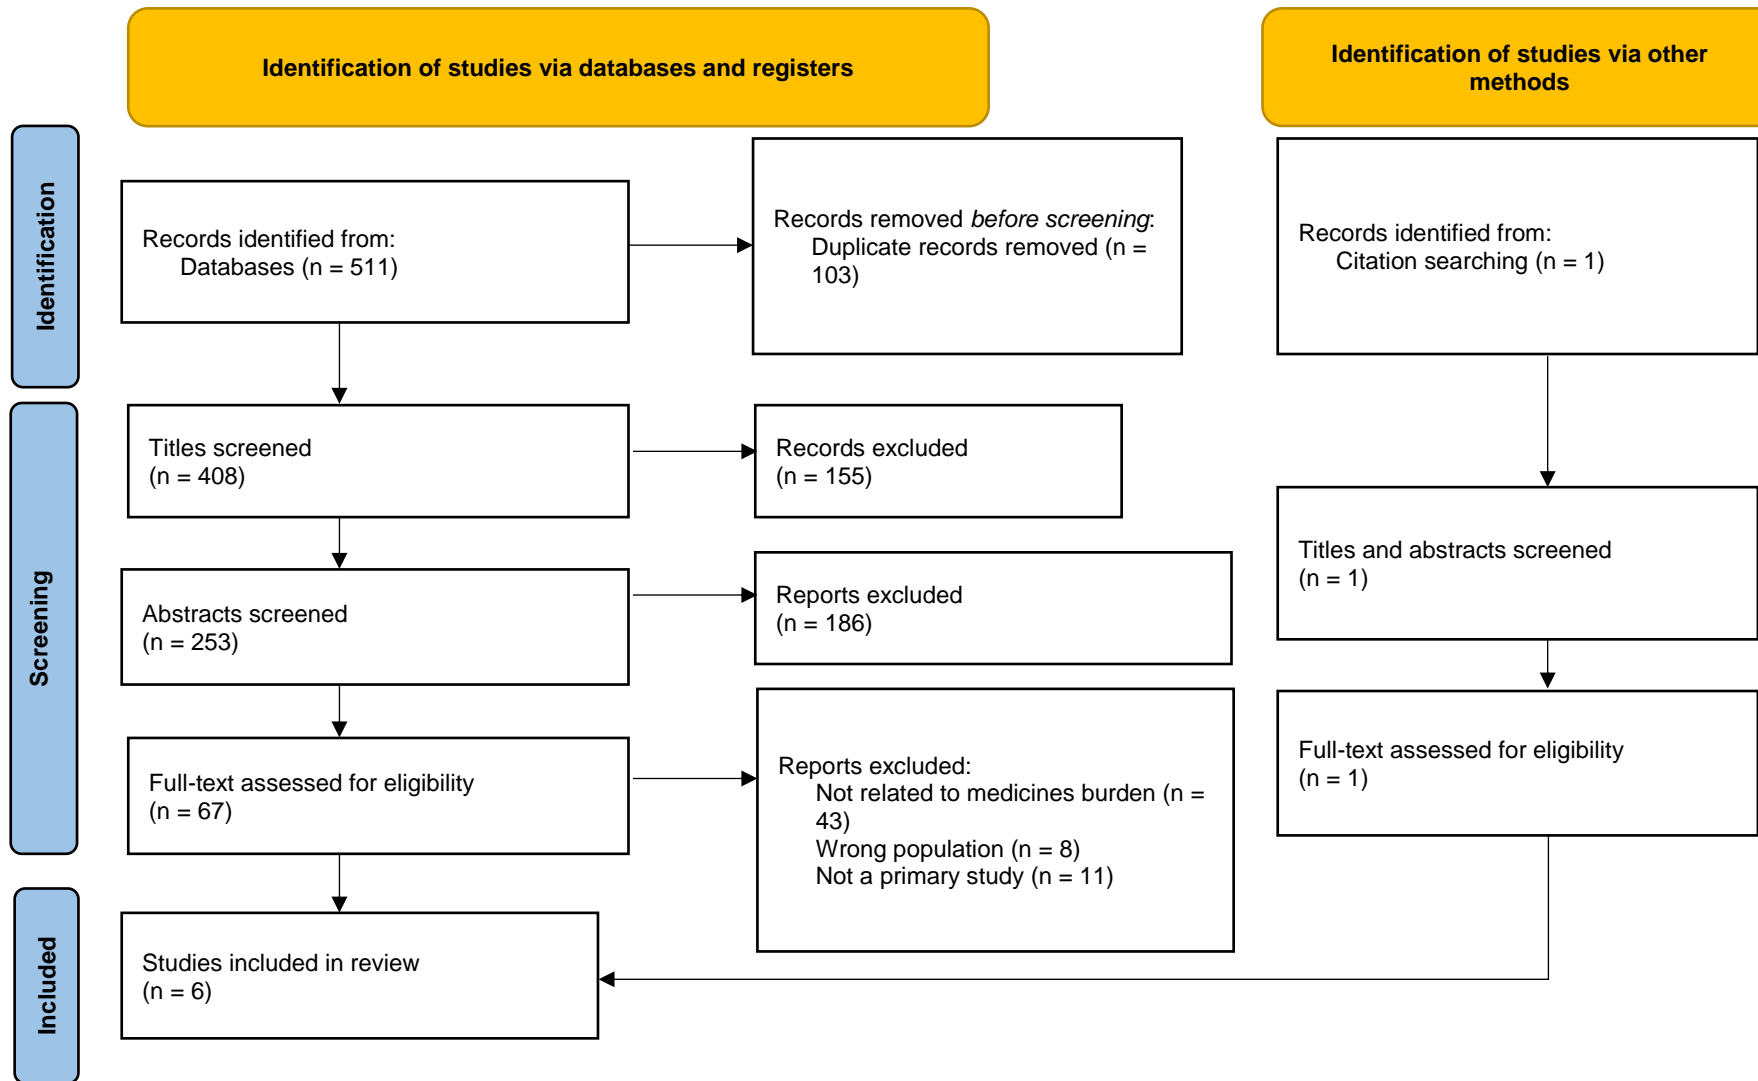 Identification of studies via databases and registers
Identification of studies via other
methods
Identification
Records identified from:
Databases (n = 511)
Records removed before screening:
Duplicate records removed (n =
103)
Records identified from:
Citation searching (n = 1)
Screening
Titles screened
(n = 408)
Records excluded
(n = 155)
Abstracts screened
(n = 253)
Reports excluded
(n = 186)
Titles and abstracts screened
(n = 1)
Full-text assessed for eligibility
(n = 67)
Reports excluded:
Not related to medicines burden (n =
43)
Wrong population (n = 8)
Not a primary study (n = 11)
Full-text assessed for eligibility
(n = 1)
Included
Studies included in review
(n = 6)